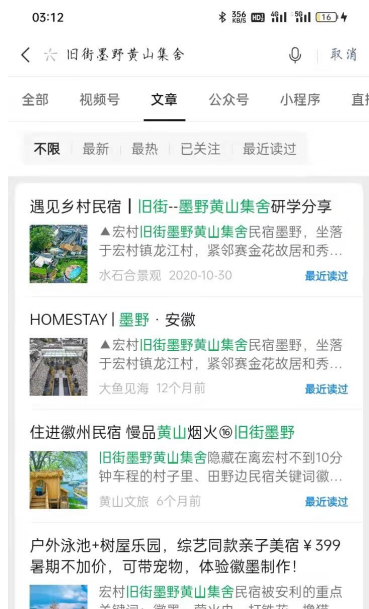 03:12
356 KB/S HD 4G 5G 16
旧街墨野黄山集舍
取消
全部 视频号 文章 公众号 小程序 直
不限 最新 最热 已关注 最近读过
遇见乡村民宿┃旧街--墨野黄山集舍研学分享
▲宏村旧街墨野黄山集舍民宿墨野，坐落
于宏村镇龙江村，紧邻赛金花故居和秀...
水石合景观 2020-10-30 最近读过
HOMESTAY | 墨野 · 安徽
▲宏村旧街墨野黄山集舍民宿墨野，坐落
于宏村镇龙江村，紧邻赛金花故居和秀...
大鱼见海 12个月前 最近读过
住进徽州民宿 慢品黄山烟火⑯旧街墨野
旧街墨野黄山集舍隐藏在离宏村不到10分
钟车程的村子里、田野边民宿关键词徽...
黄山文旅 6个月前 最近读过
户外泳池+树屋乐园，综艺同款亲子美宿￥399
暑期不加价，可带宠物，体验徽墨制作！
宏村旧街墨野黄山集舍民宿被安利的重点